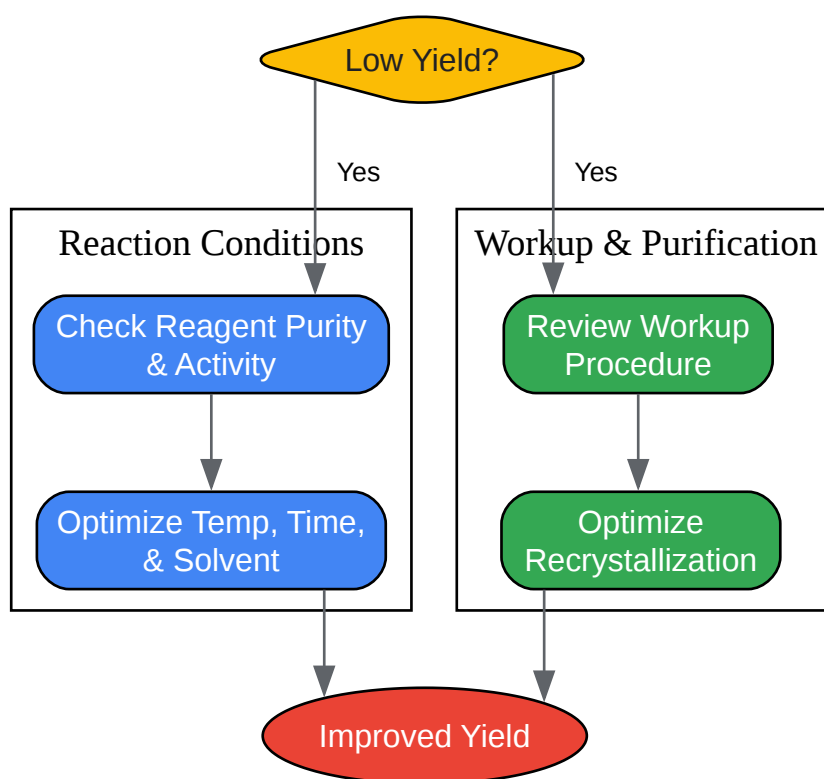 Low Yield?
Yes
Yes
Reaction Conditions
Workup & Purification
Check Reagent Purity
& Activity
Review Workup
Procedure
Optimize Temp, Time,
& Solvent
Optimize
Recrystallization
Improved Yield